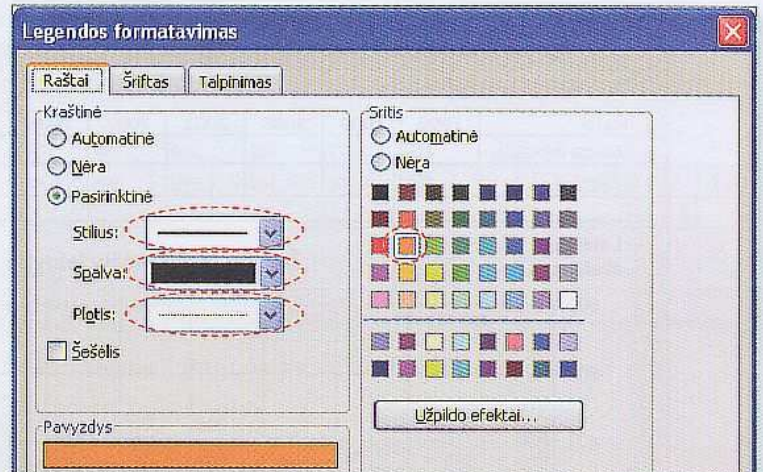 Legendos formatavimas
Raštai
Šriftas
Talpinimas
Kraštinė
Automatinė
Nėra
Pasirinktinė
Stilius:
Spalva:
Plotis:
Šešėlis
Pavyzdys
Sritis
Automatinė
Nėra
Užpildo efektai...